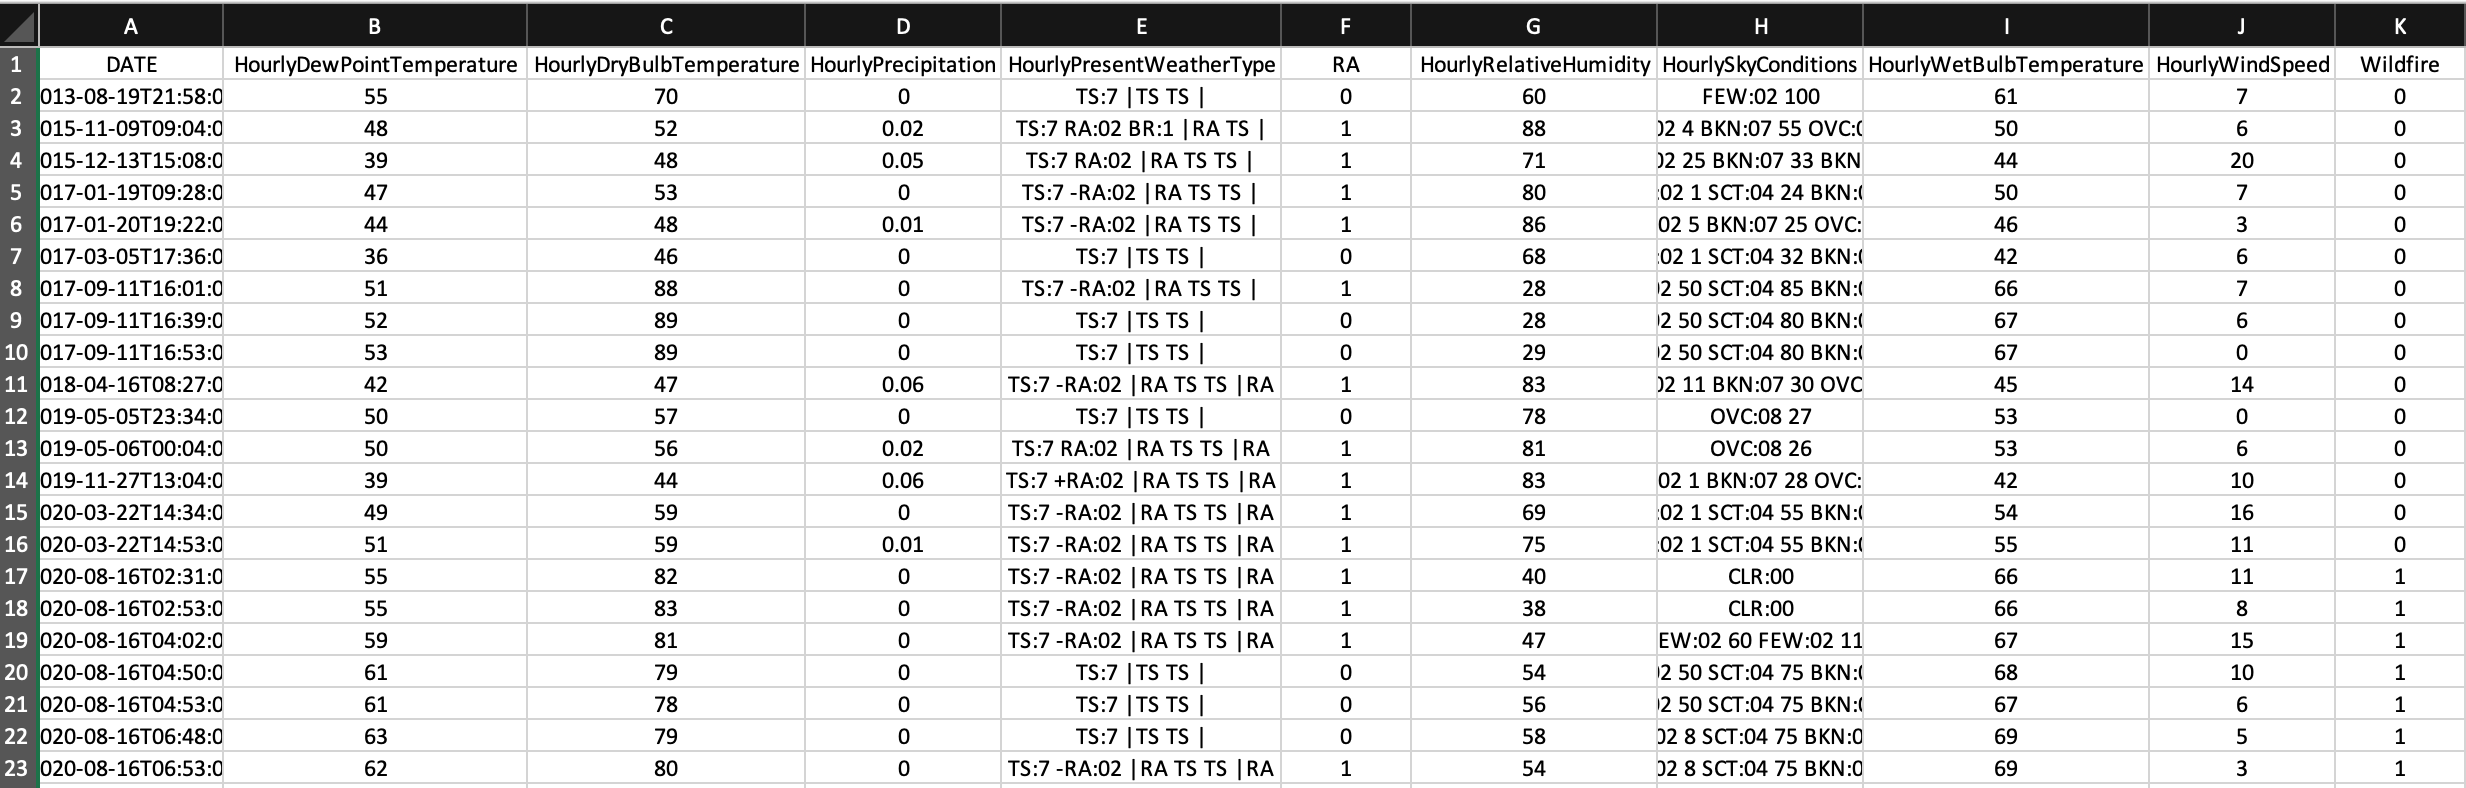 A B C D E F G H I J K
1 DATE HourlyDewPointTemperature HourlyDryBulbTemperature HourlyPrecipitation HourlyPresentWeatherType RA HourlyRelativeHumidity HourlySkyConditions HourlyWetBulbTemperature HourlyWindSpeed Wildfire
2 013-08-19T21:58:0 55 70 0 TS:7 |TS TS | 0 60 FEW:02 100 61 7 0
3 015-11-09T09:04:0 48 52 0.02 TS:7 RA:02 BR:1 |RA TS | 1 88 02 4 BKN:07 55 OVC:0 50 6 0
4 015-12-13T15:08:0 39 48 0.05 TS:7 RA:02 |RA TS TS | 1 71 02 25 BKN:07 33 BKN 44 20 0
5 017-01-19T09:28:0 47 53 0 TS:7 -RA:02 |RA TS TS | 1 80 :02 1 SCT:04 24 BKN:0 50 7 0
6 017-01-20T19:22:0 44 48 0.01 TS:7 -RA:02 |RA TS TS | 1 86 02 5 BKN:07 25 OVC: 46 3 0
7 017-03-05T17:36:0 36 46 0 TS:7 |TS TS | 0 68 :02 1 SCT:04 32 BKN:0 42 6 0
8 017-09-11T16:01:0 51 88 0 TS:7 -RA:02 |RA TS TS | 1 28 02 50 SCT:04 85 BKN:0 66 7 0
9 017-09-11T16:39:0 52 89 0 TS:7 |TS TS | 0 28 02 50 SCT:04 80 BKN:0 67 6 0
10 017-09-11T16:53:0 53 89 0 TS:7 |TS TS | 0 29 02 50 SCT:04 80 BKN:0 67 0 0
11 018-04-16T08:27:0 42 47 0.06 TS:7 -RA:02 |RA TS TS |RA 1 83 02 11 BKN:07 30 OVC 45 14 0
12 019-05-05T23:34:0 50 57 0 TS:7 |TS TS | 0 78 OVC:08 27 53 0 0
13 019-05-06T00:04:0 50 56 0.02 TS:7 RA:02 |RA TS TS |RA 1 81 OVC:08 26 53 6 0
14 019-11-27T13:04:0 39 44 0.06 TS:7 +RA:02 |RA TS TS |RA 1 83 02 1 BKN:07 28 OVC: 42 10 0
15 020-03-22T14:34:0 49 59 0 TS:7 -RA:02 |RA TS TS |RA 1 69 :02 1 SCT:04 55 BKN:0 54 16 0
16 020-03-22T14:53:0 51 59 0.01 TS:7 -RA:02 |RA TS TS |RA 1 75 :02 1 SCT:04 55 BKN:0 55 11 0
17 020-08-16T02:31:0 55 82 0 TS:7 -RA:02 |RA TS TS |RA 1 40 CLR:00 66 11 1
18 020-08-16T02:53:0 55 83 0 TS:7 -RA:02 |RA TS TS |RA 1 38 CLR:00 66 8 1
19 020-08-16T04:02:0 59 81 0 TS:7 -RA:02 |RA TS TS |RA 1 47 EW:02 60 FEW:02 11 67 15 1
20 020-08-16T04:50:0 61 79 0 TS:7 |TS TS | 0 54 02 50 SCT:04 75 BKN:0 68 10 1
21 020-08-16T04:53:0 61 78 0 TS:7 |TS TS | 0 56 02 50 SCT:04 75 BKN:0 67 6 1
22 020-08-16T06:48:0 63 79 0 TS:7 |TS TS | 0 58 02 8 SCT:04 75 BKN:0 69 5 1
23 020-08-16T06:53:0 62 80 0 TS:7 -RA:02 |RA TS TS |RA 1 54 02 8 SCT:04 75 BKN:0 69 3 1